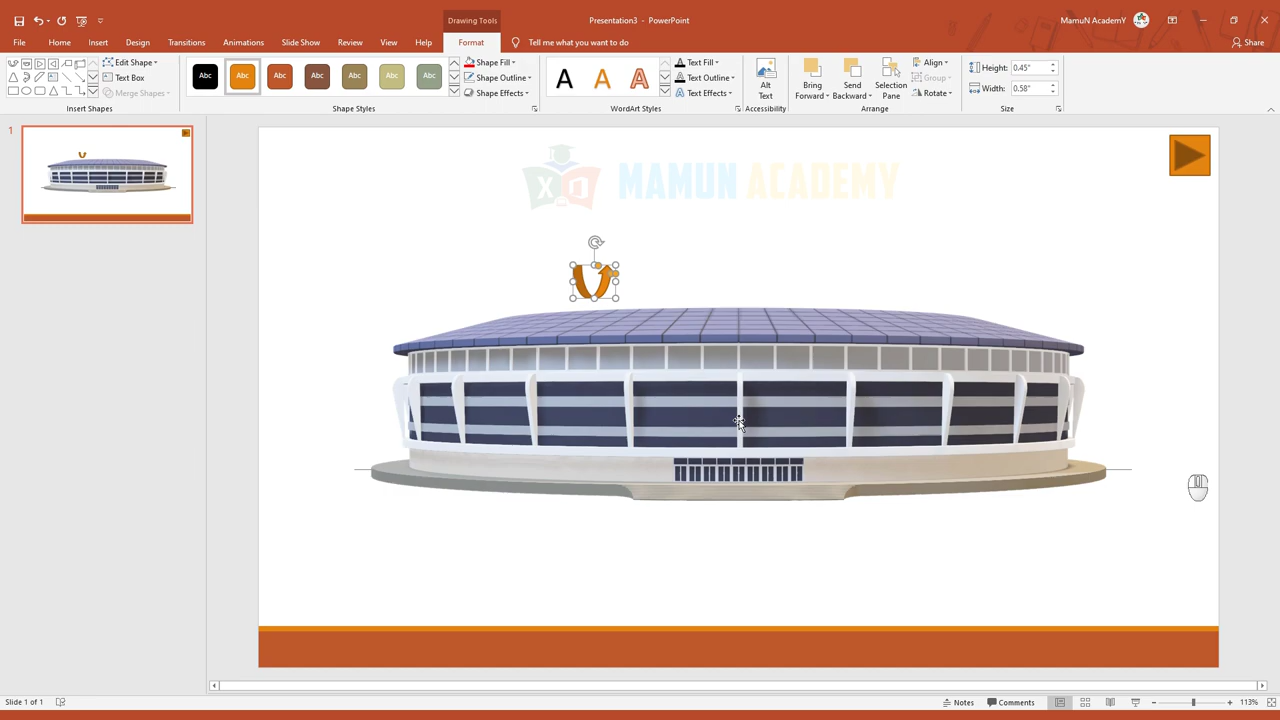 Drawing Tools
Presentation3 - PowerPoint
MamuN AcademY
File Home Insert Design Transitions Animations Slide Show Review View Help Format Tell me what you want to do
Share
Edit Shape
Text Box
Merge Shapes
Insert Shapes
Abc Abc Abc Abc Abc Abc Abc
Shape Fill
Shape Outline
Shape Effects
Shape Styles
A A A
Text Fill
Text Outline
Text Effects
WordArt Styles
Alt
Text
Accessibility
Bring
Forward
Send
Backward
Selection
Pane
Align
Group
Rotate
Arrange
Height: 0.45"
Width: 0.58"
Size
1
X
MAMUN ACADEMY
Slide 1 of 1
Notes
Comments
113%